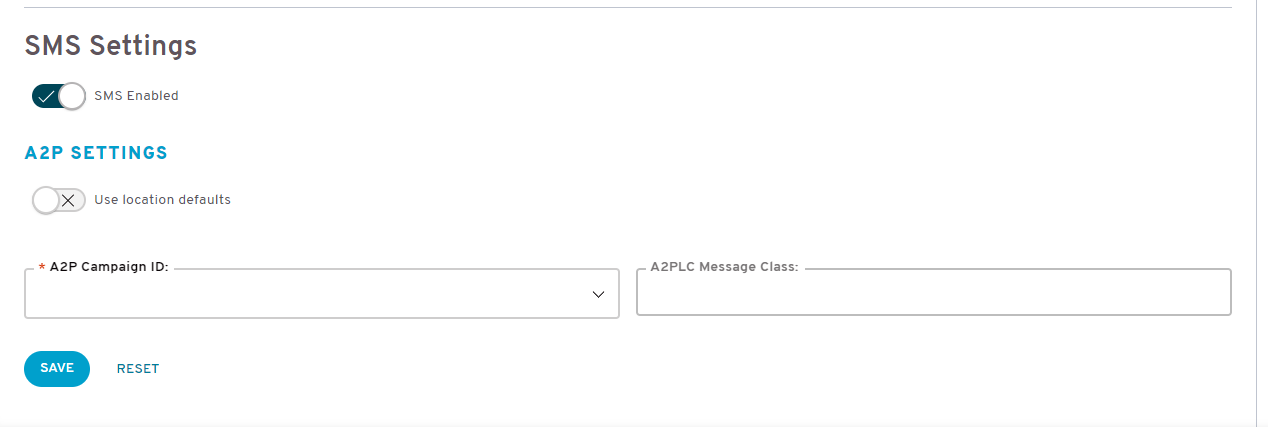 SMS Settings
SMS Enabled
A2P SETTINGS
Use location defaults
* A2P Campaign ID:
A2PLC Message Class:
SAVE
RESET